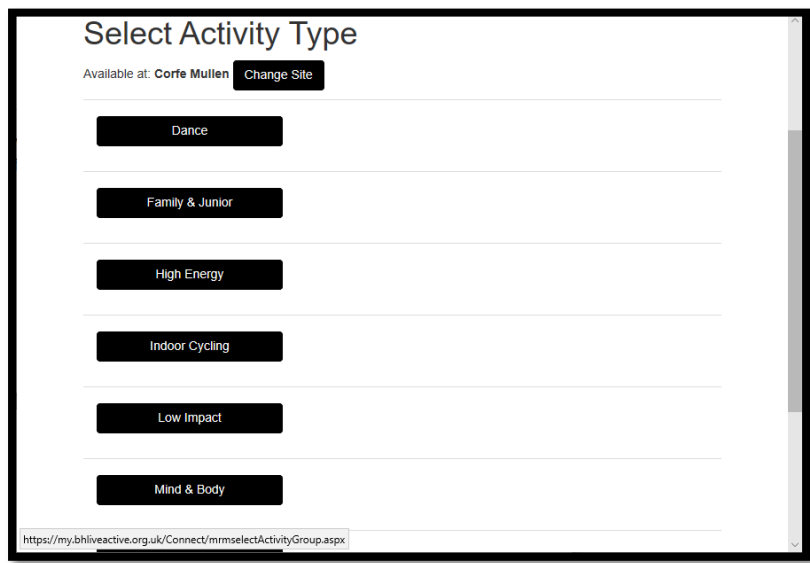 Select Activity Type
Available at: Corfe Mullen Change Site
Dance
Family & Junior
High Energy
Indoor Cycling
Low Impact
Mind & Body
https://my.bhliveactive.org.uk/Connect/mrmselectActivityGroup.aspx